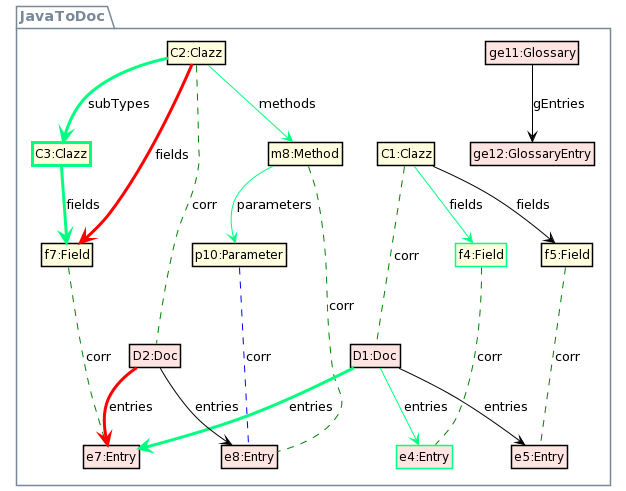 JavaToDoc
C2:Clazz
ge11:Glossary
subTypes
methods
gEntries
C3:Clazz
fields
m8:Method
C1:Clazz
ge12:GlossaryEntry
fields
corr
parameters
fields
fields
f7:Field
p10:Parameter
corr
f4:Field
f5:Field
corr
D2:Doc
corr
corr
D1:Doc
corr
corr
entries
entries
entries
entries
entries
e7:Entry
e8:Entry
e4:Entry
e5:Entry